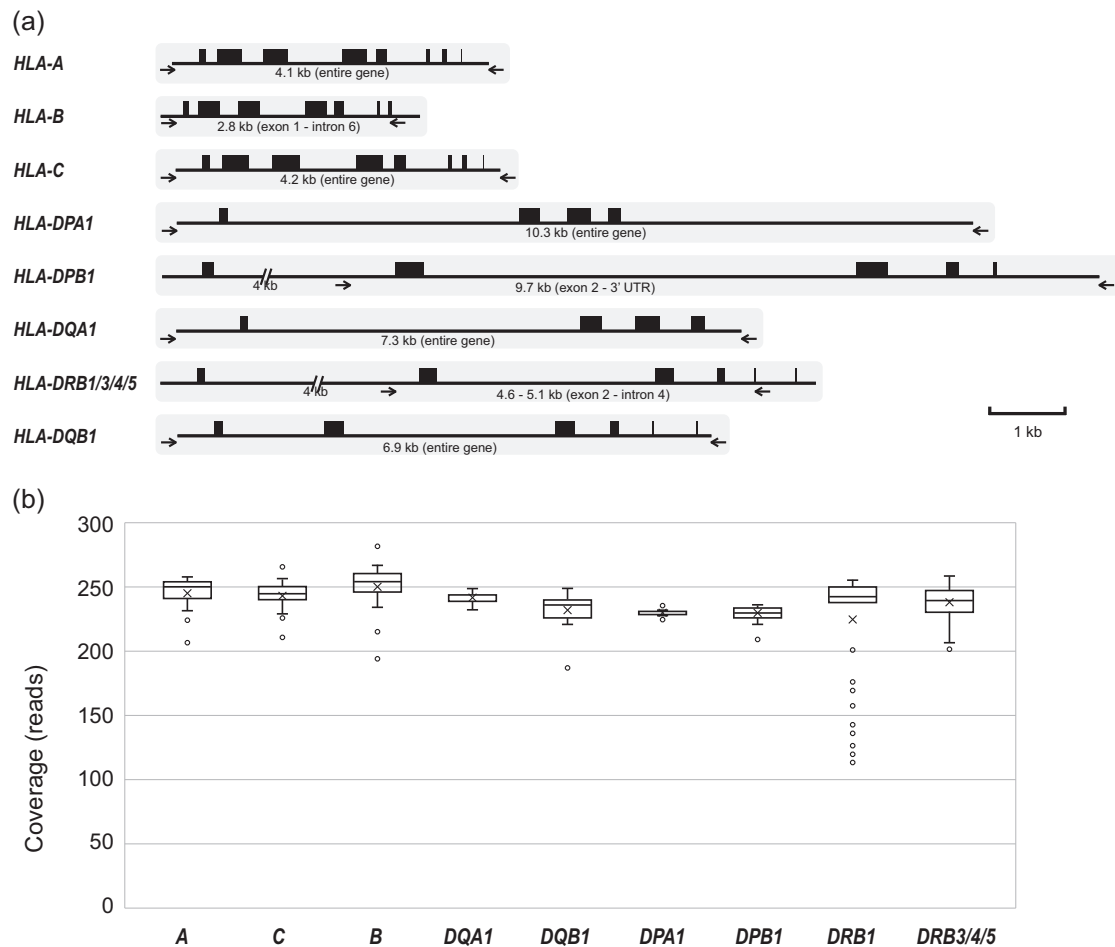 (a)
HLA-A
4.1 kb (entire gene)
HLA-B
2.8 kb (exon 1 - intron 6)
HLA-C
4.2 kb (entire gene)
HLA-DPA1
10.3 kb (entire gene)
HLA-DPB1
4 kb
9.7 kb (exon 2 - 3' UTR)
HLA-DQA1
7.3 kb (entire gene)
HLA-DRB1/3/4/5
4 kb
4.6 - 5.1 kb (exon 2 - intron 4)
HLA-DQB1
6.9 kb (entire gene)
1 kb
(b)
Coverage (reads)
300
250
200
150
100
50
0
A C B DQA1 DQB1 DPA1 DPB1 DRB1 DRB3/4/5